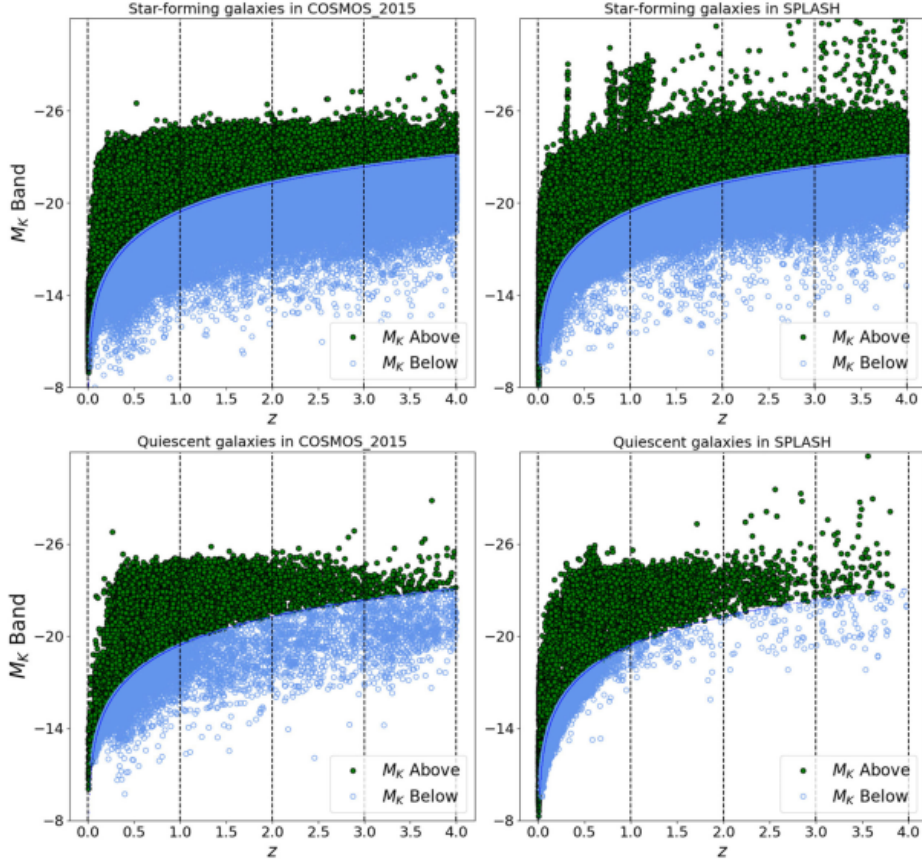 Star-forming galaxies in COSMOS_2015
Star-forming galaxies in SPLASH
M_K Band
−26
−20
−14
−8
−26
−20
−14
−8
M_K Above
M_K Below
M_K Above
M_K Below
0.0 0.5 1.0 1.5 2.0 2.5 3.0 3.5 4.0
0.0 0.5 1.0 1.5 2.0 2.5 3.0 3.5 4.0
z
z
Quiescent galaxies in COSMOS_2015
Quiescent galaxies in SPLASH
M_K Band
−26
−20
−14
−8
−26
−20
−14
−8
M_K Above
M_K Below
M_K Above
M_K Below
0.0 0.5 1.0 1.5 2.0 2.5 3.0 3.5 4.0
0.0 0.5 1.0 1.5 2.0 2.5 3.0 3.5 4.0
z
z